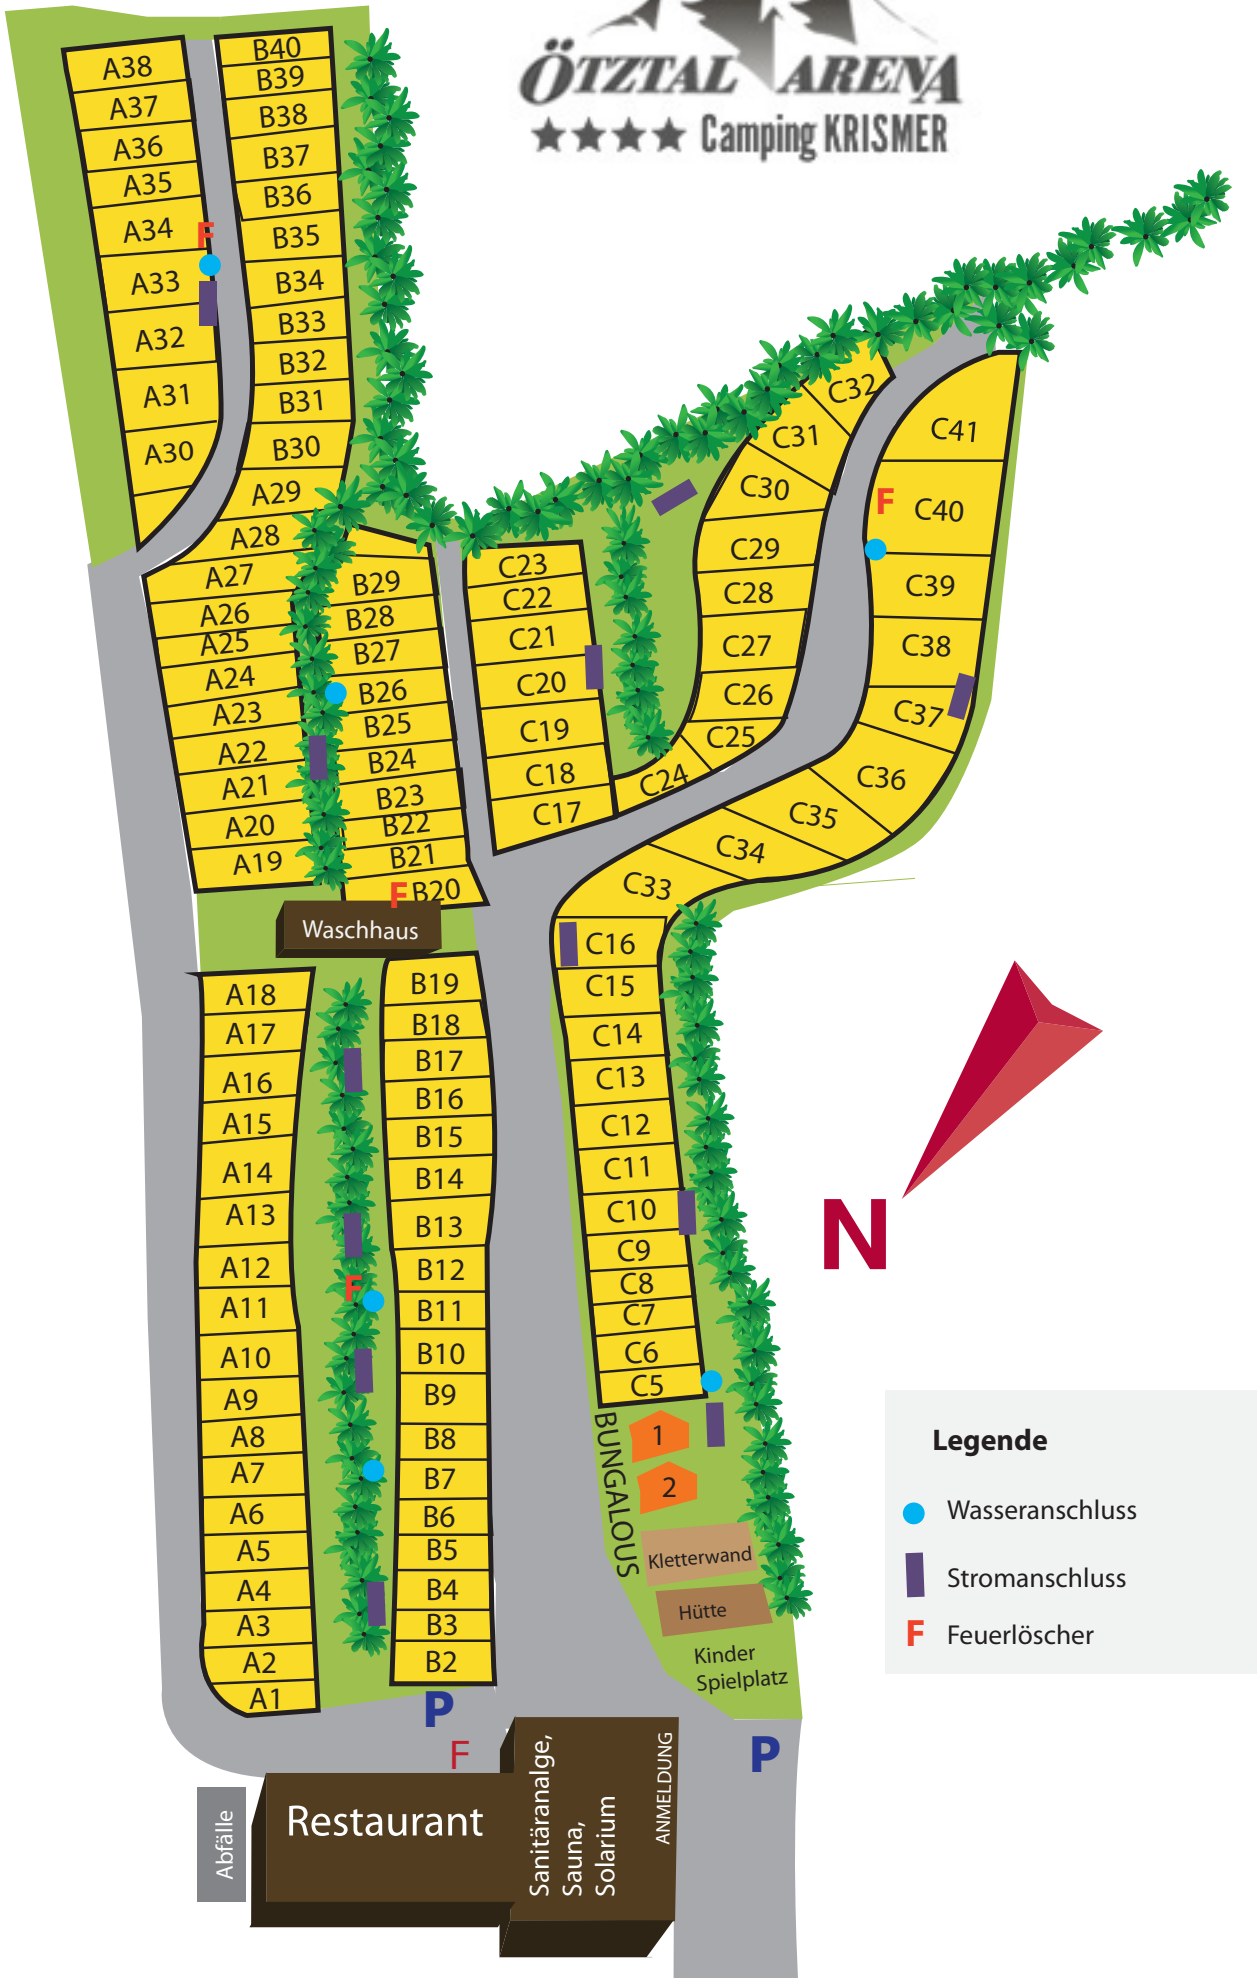 ÖTZTAL ARENA
Camping KRISMER
A38
A37
A36
A35
A34
F
A33
A32
A31
A30
B40
B39
B38
B37
B36
B35
B34
B33
B32
B31
B30
A29
A28
A27
A26
A25
A24
A23
A22
A21
A20
A19
B29
B28
B27
B26
B25
B24
B23
B22
B21
F B20
Waschhaus
C23
C22
C21
C20
C19
C18
C17
C32
C31
C30
C29
C28
C27
C26
C25
C24
C41
F
C40
C39
C38
C37
C36
C35
C34
C33
C16
C15
C14
C13
C12
C11
C10
C9
C8
C7
C6
C5
A18
A17
A16
A15
A14
A13
A12
A11
A10
A9
A8
A7
A6
A5
A4
A3
A2
A1
F
B19
B18
B17
B16
B15
B14
B13
B12
B11
B10
B9
B8
B7
B6
B5
B4
B3
B2
BUNGALOUS
1
2
Kletterwand
Hütte
Kinder
Spielplatz
N
Legende
Wasseranschluss
Stromanschluss
F Feuerlöscher
P
F
P
Abfälle
Restaurant
Sanitäranalge,
Sauna,
Solarium
ANMELDUNG